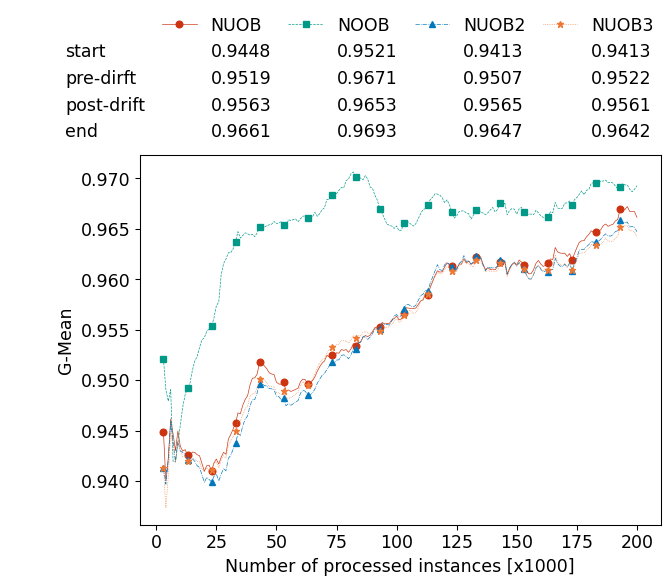 NUOB NOOB NUOB2 NUOB3
start 0.9448 0.9521 0.9413 0.9413
pre-dirft 0.9519 0.9671 0.9507 0.9522
post-drift 0.9563 0.9653 0.9565 0.9561
end 0.9661 0.9693 0.9647 0.9642
0.970
0.965
0.960
0.955
0.950
0.945
0.940
G-Mean
0 25 50 75 100 125 150 175 200
Number of processed instances [x1000]